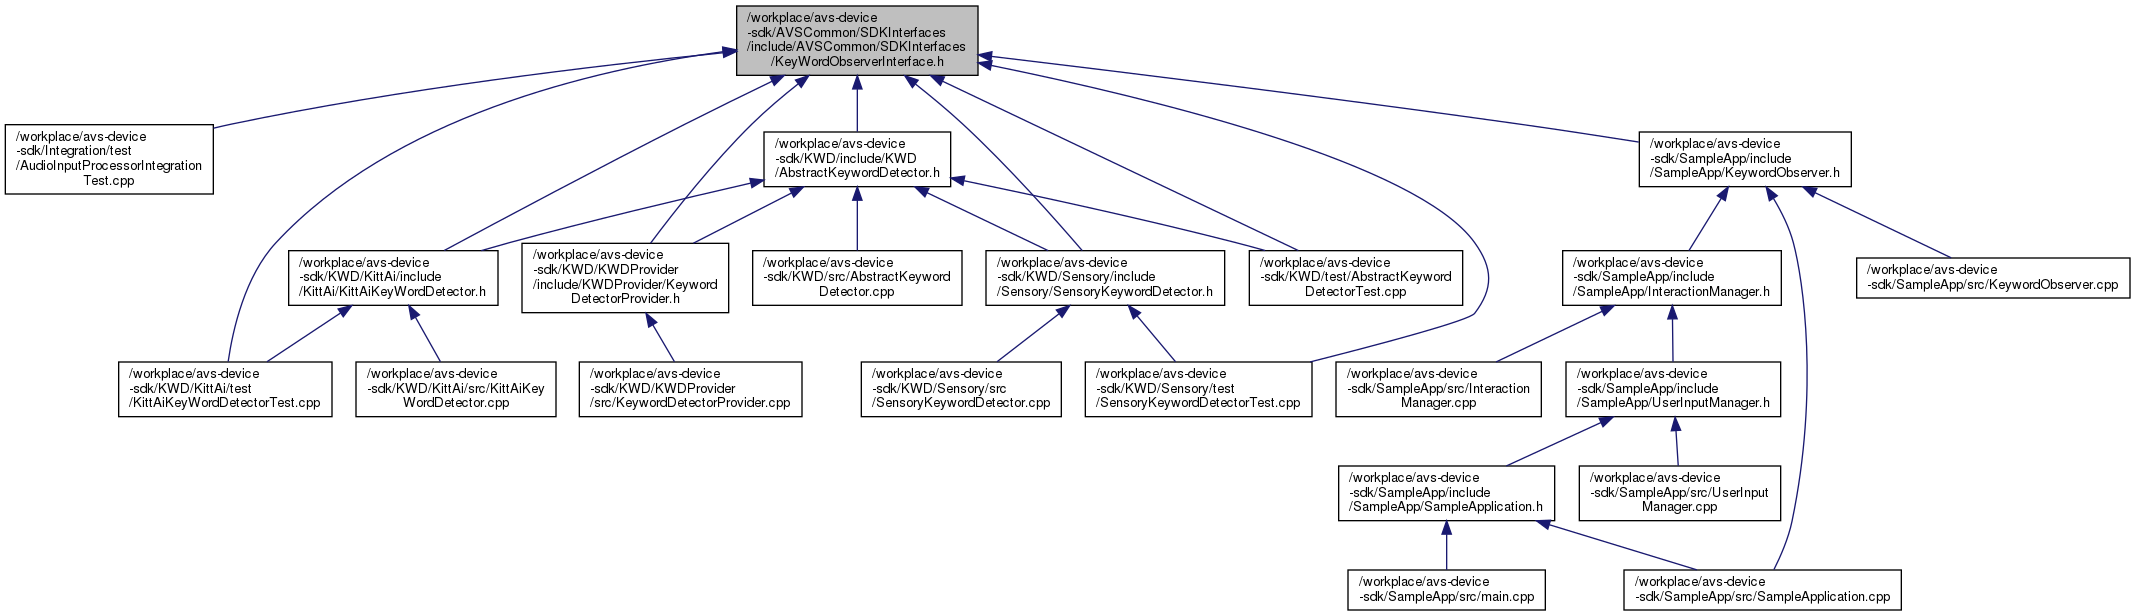 /workplace/avs-device
-sdk/AVSCommon/SDKInterfaces
/include/AVSCommon/SDKInterfaces
/KeyWordObserverInterface.h
/workplace/avs-device
-sdk/Integration/test
/AudioInputProcessorIntegration
Test.cpp
/workplace/avs-device
-sdk/KWD/include/KWD
/AbstractKeywordDetector.h
/workplace/avs-device
-sdk/SampleApp/include
/SampleApp/KeywordObserver.h
/workplace/avs-device
-sdk/KWD/KittAi/include
/KittAi/KittAiKeyWordDetector.h
/workplace/avs-device
-sdk/KWD/KWDProvider
/include/KWDProvider/Keyword
DetectorProvider.h
/workplace/avs-device
-sdk/KWD/src/AbstractKeyword
Detector.cpp
/workplace/avs-device
-sdk/KWD/Sensory/include
/Sensory/SensoryKeywordDetector.h
/workplace/avs-device
-sdk/KWD/test/AbstractKeyword
DetectorTest.cpp
/workplace/avs-device
-sdk/SampleApp/include
/SampleApp/InteractionManager.h
/workplace/avs-device
-sdk/SampleApp/src/KeywordObserver.cpp
/workplace/avs-device
-sdk/KWD/KittAi/test
/KittAiKeyWordDetectorTest.cpp
/workplace/avs-device
-sdk/KWD/KittAi/src/KittAiKey
WordDetector.cpp
/workplace/avs-device
-sdk/KWD/KWDProvider
/src/KeywordDetectorProvider.cpp
/workplace/avs-device
-sdk/KWD/Sensory/src
/SensoryKeywordDetector.cpp
/workplace/avs-device
-sdk/KWD/Sensory/test
/SensoryKeywordDetectorTest.cpp
/workplace/avs-device
-sdk/SampleApp/src/Interaction
Manager.cpp
/workplace/avs-device
-sdk/SampleApp/include
/SampleApp/UserInputManager.h
/workplace/avs-device
-sdk/SampleApp/include
/SampleApp/SampleApplication.h
/workplace/avs-device
-sdk/SampleApp/src/UserInput
Manager.cpp
/workplace/avs-device
-sdk/SampleApp/src/main.cpp
/workplace/avs-device
-sdk/SampleApp/src/SampleApplication.cpp